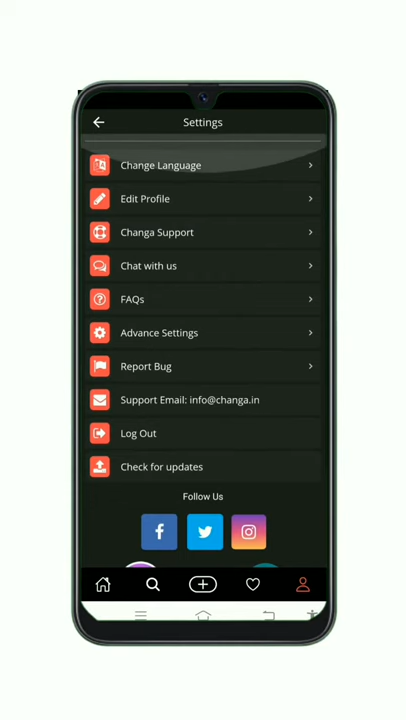 Settings
Change Language
Edit Profile
Changa Support
Chat with us
FAQs
Advance Settings
Report Bug
Support Email: info@changa.in
Log Out
Check for updates
Follow Us